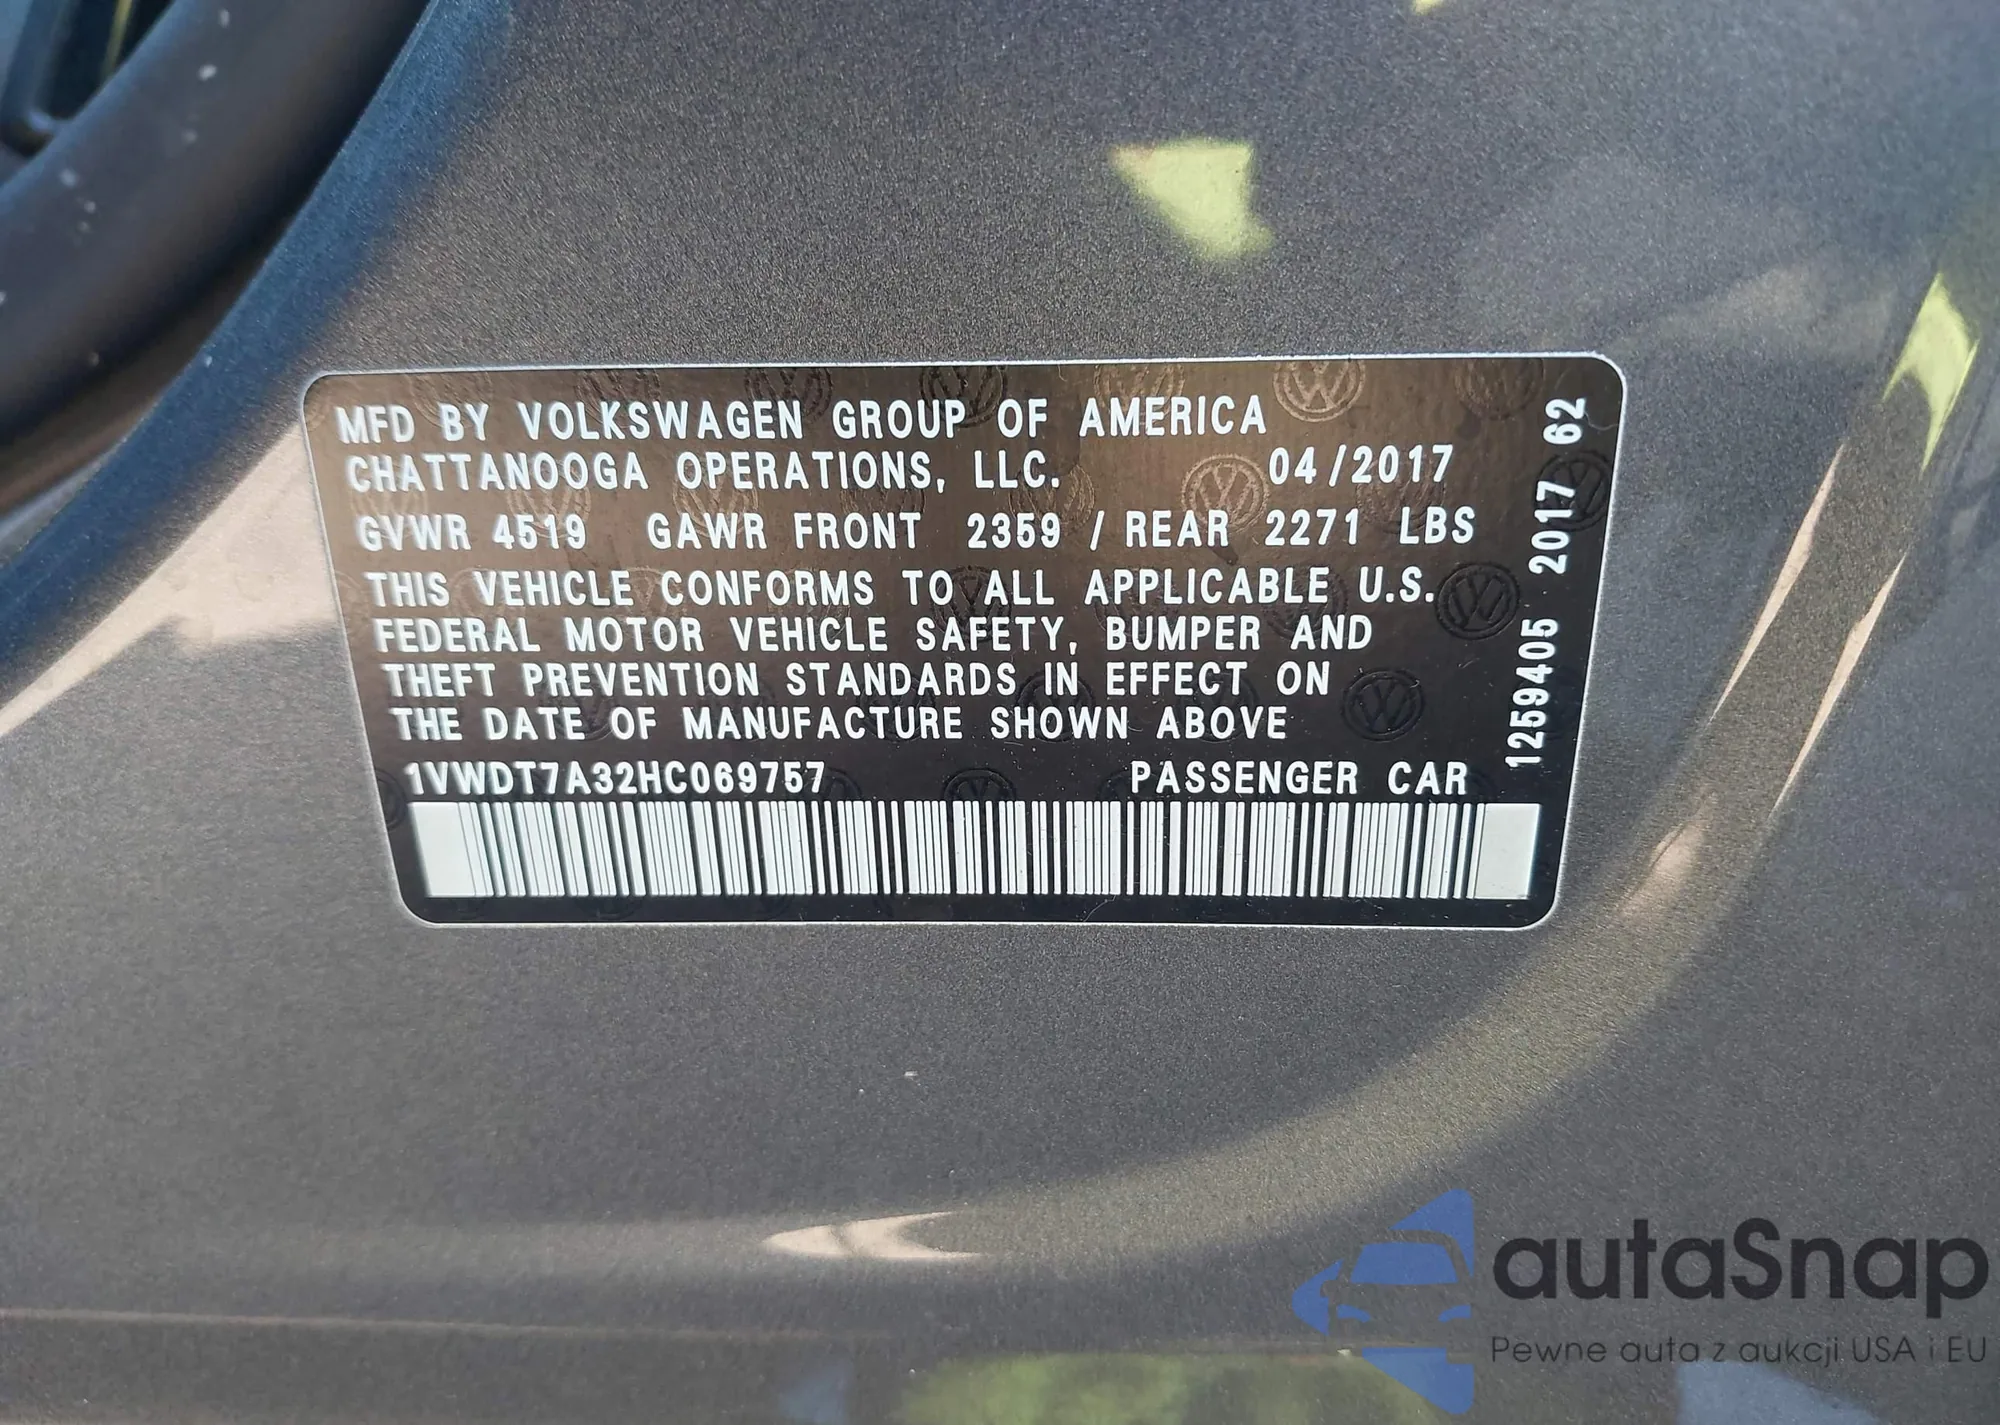 MFD BY VOLKSWAGEN GROUP OF AMERICA
CHATTANOOGA OPERATIONS, LLC. 04/2017
GVWR 4519 GAWR FRONT 2359 / REAR 2271 LBS
THIS VEHICLE CONFORMS TO ALL APPLICABLE U.S.
FEDERAL MOTOR VEHICLE SAFETY, BUMPER AND
THEFT PREVENTION STANDARDS IN EFFECT ON
THE DATE OF MANUFACTURE SHOWN ABOVE
1VWDT7A32HC069757 PASSENGER CAR
1259405 2017 62
autaSnap
Pewne auta z aukcji USA i EU